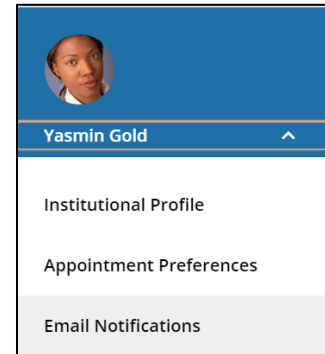 Yasmin Gold
Institutional Profile
Appointment Preferences
Email Notifications